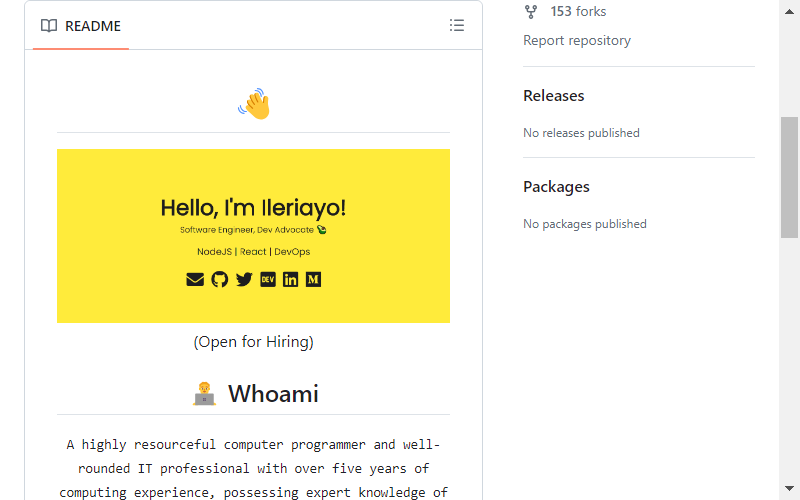 README
153 forks
Report repository
Releases
No releases published
Packages
No packages published
Hello, I'm Ileriayo!
Software Engineer, Dev Advocate
NodeJS | React | DevOps
DEV
in
M
(Open for Hiring)
Whoami
A highly resourceful computer programmer and well-
rounded IT professional with over five years of
computing experience, possessing expert knowledge of